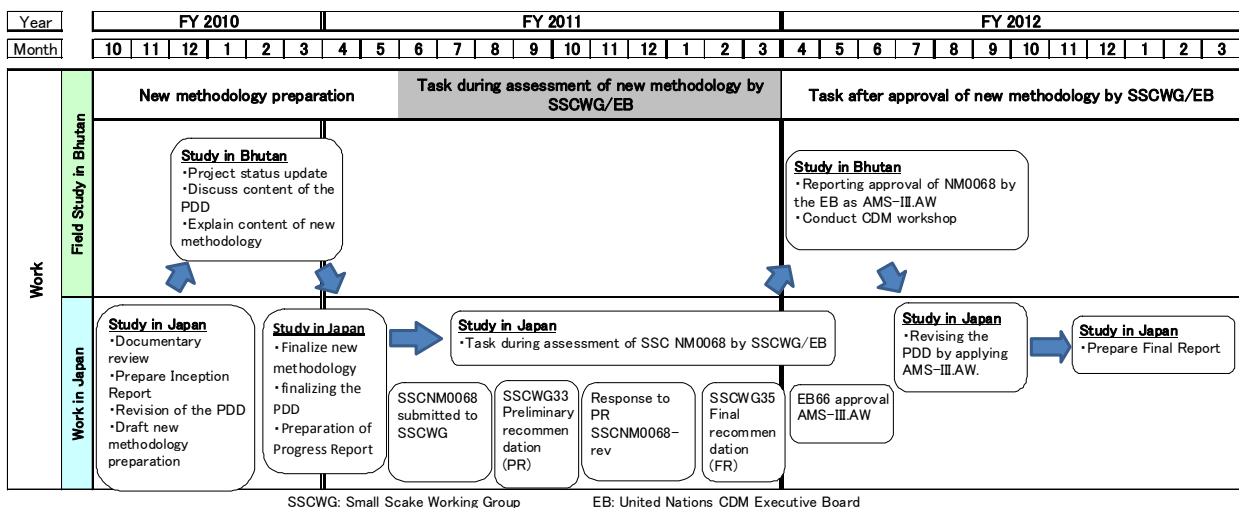 Year FY 2010 FY 2011 FY 2012
Month 10 11 12 1 2 3 4 5 6 7 8 9 10 11 12 1 2 3 4 5 6 7 8 9 10 11 12 1 2 3
Work
Field Study in Bhutan
New methodology preparation
Task during assessment of new methodology by
SSCWG/EB
Task after approval of new methodology by SSCWG/EB
Study in Bhutan
・Project status update
・Discuss content of the
PDD
・Explain content of new
methodology
Study in Bhutan
・Reporting approval of NM0068 by
the EB as AMS-III.AW
・Conduct CDM workshop
Work in Japan
Study in Japan
・Documentary
review
・Prepare Inception
Report
・Revision of the PDD
・Draft new
methodology
preparation
Study in Japan
・Finalize new
methodology
・finalizing the
PDD
・Preparation of
Progress Report
Study in Japan
・Task during assessment of SSC NM0068 by SSCWG/EB
SSCNM0068
submitted to
SSCWG
SSCWG33
Preliminary
recommen
dation
(PR)
Response to
PR
SSCNM0068-
rev
SSCWG35
Final
recommen
dation
(FR)
EB66 approval
AMS-III.AW
Study in Japan
・Revising the
PDD by applying
AMS-III.AW.
Study in Japan
・Prepare Final Report
SSCWG: Small Scake Working Group EB: United Nations CDM Executive Board